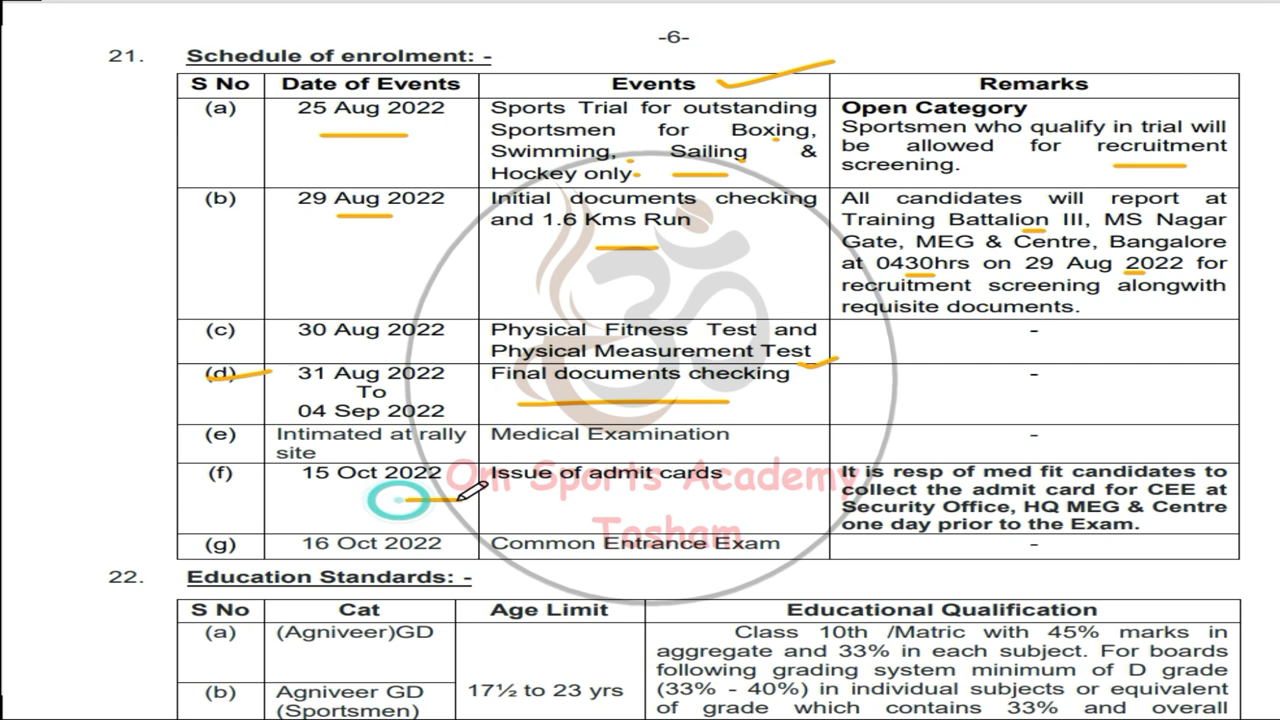 -6-
21. Schedule of enrolment: -
S No Date of Events Events Remarks
(a) 25 Aug 2022 Sports Trial for outstanding Sportsmen for Boxing, Swimming, Sailing & Hockey only
Open Category
Sportsmen who qualify in trial will
be allowed for recruitment
screening.
(b) 29 Aug 2022 Initial documents checking
and 1.6 Kms Run
All candidates will report at
Training Battalion III, MS Nagar
Gate, MEG & Centre, Bangalore
at 0430hrs on 29 Aug 2022 for
recruitment screening alongwith
requisite documents.
(c) 30 Aug 2022 Physical Fitness Test and
Physical Measurement Test
-
(d) 31 Aug 2022
To
04 Sep 2022
Final documents checking -
(e) Intimated at rally
site
Medical Examination -
(f) 15 Oct 2022 Issue of admit cards
It is resp of med fit candidates to
collect the admit card for CEE at
Security Office, HQ MEG & Centre
one day prior to the Exam.
(g) 16 Oct 2022 Common Entrance Exam -
Om Sports Academy
Tosham
22. Education Standards: -
S No Cat Age Limit Educational Qualification
(a) (Agniveer)GD
(b) Agniveer GD
(Sportsmen)
17½ to 23 yrs
Class 10th /Matric with 45% marks in
aggregate and 33% in each subject. For boards
following grading system minimum of D grade
(33% - 40%) in individual subjects or equivalent
of grade which contains 33% and overall